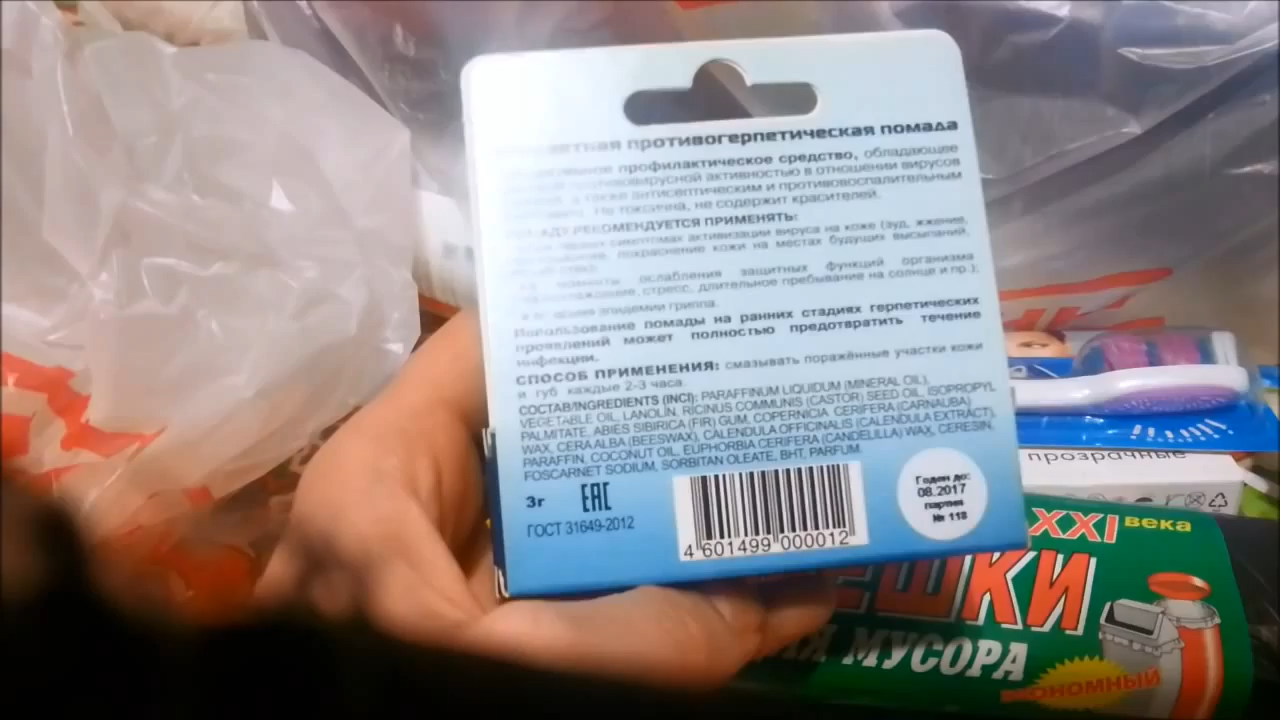 противогерпетическая помада
профилактическое средство, обладающее
противовирусной активностью в отношении вирусов
а также антисептическим и противовоспалительным
Не токсична, не содержит красителей.
РЕКОМЕНДУЕТСЯ ПРИМЕНЯТЬ:
симптомах активизации вируса на коже (зуд, жжение,
покраснение кожи на местах будущих высыпаний,
ослабления защитных функций организма
стресс, длительное пребывание на солнце и пр.);
время эпидемии гриппа.
Использование помады на ранних стадиях герпетических
проявлений может полностью предотвратить течение
инфекции.
СПОСОБ ПРИМЕНЕНИЯ: смазывать поражённые участки кожи
и губ каждые 2-3 часа.
СОСТАВ/INGREDIENTS (INCI): PARAFFINUM LIQUIDUM (MINERAL OIL),
VEGETABLE OIL, LANOLIN, RICINUS COMMUNIS (CASTOR) SEED OIL, ISOPROPYL
PALMITATE, ABIES SIBIRICA (FIR) GUM, COPERNICIA CERIFERA (CARNAUBA)
WAX, CERA ALBA (BEESWAX), CALENDULA OFFICINALIS (CALENDULA EXTRACT),
PARAFFIN, COCONUT OIL, EUPHORBIA CERIFERA (CANDELILLA) WAX, CERESIN,
FOSCARNET SODIUM, SORBITAN OLEATE, BHT, PARFUM.
3г ЕАС
ГОСТ 31649-2012
4 601499 000012
Годен до:
08.2017
партия
№ 118
прозрачные
XXI века
ЕШКИ
ДЛЯ МУСОРА
ЭКОНОМНЫЙ